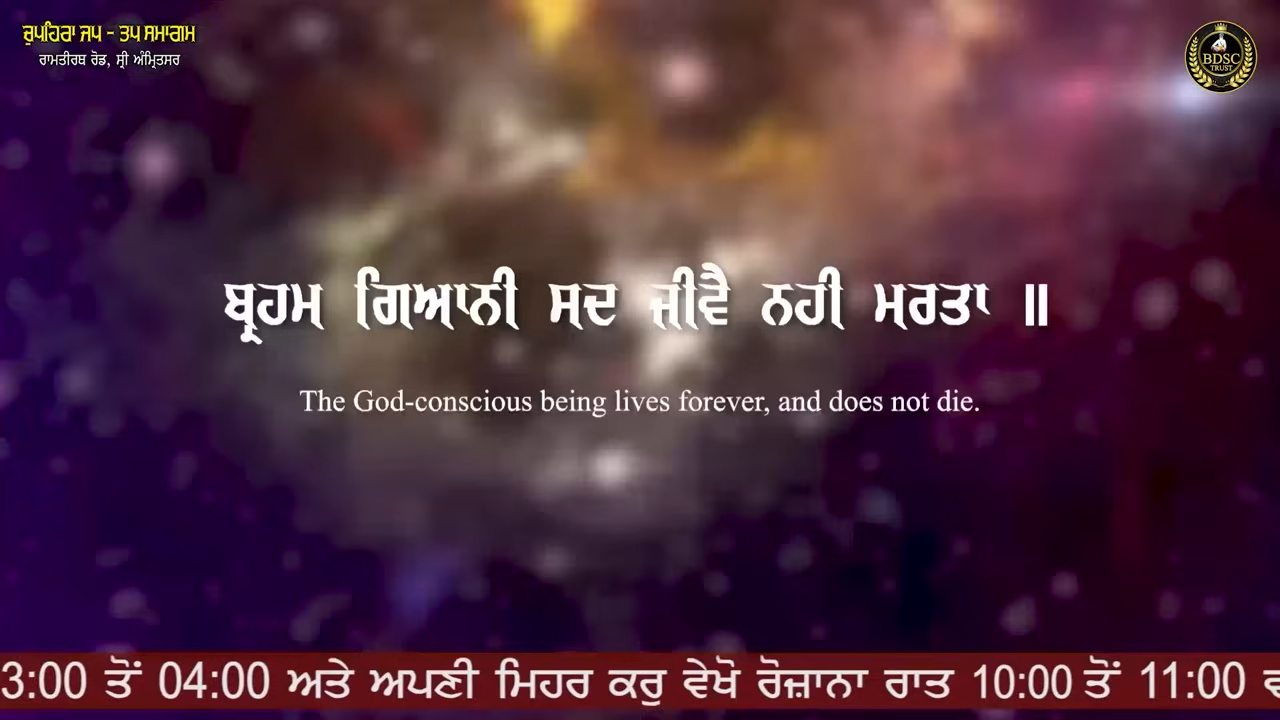 ਚੁਪਹਿਰਾ ਜਪ - ਤਪ ਸਮਾਗਮ
ਰਾਮਤੀਰਥ ਰੋਡ, ਸ੍ਰੀ ਅੰਮ੍ਰਿਤਸਰ
BDSC
TRUST
ਬ੍ਰਹਮ ਗਿਆਨੀ ਸਦ ਜੀਵੈ ਨਹੀ ਮਰਤਾ ॥
The God-conscious being lives forever, and does not die.
3:00 ਤੋਂ 04:00 ਅਤੇ ਅਪਣੀ ਮਿਹਰ ਕਰੁ ਵੇਖੋ ਰੋਜ਼ਾਨਾ ਰਾਤ 10:00 ਤੋਂ 11:00